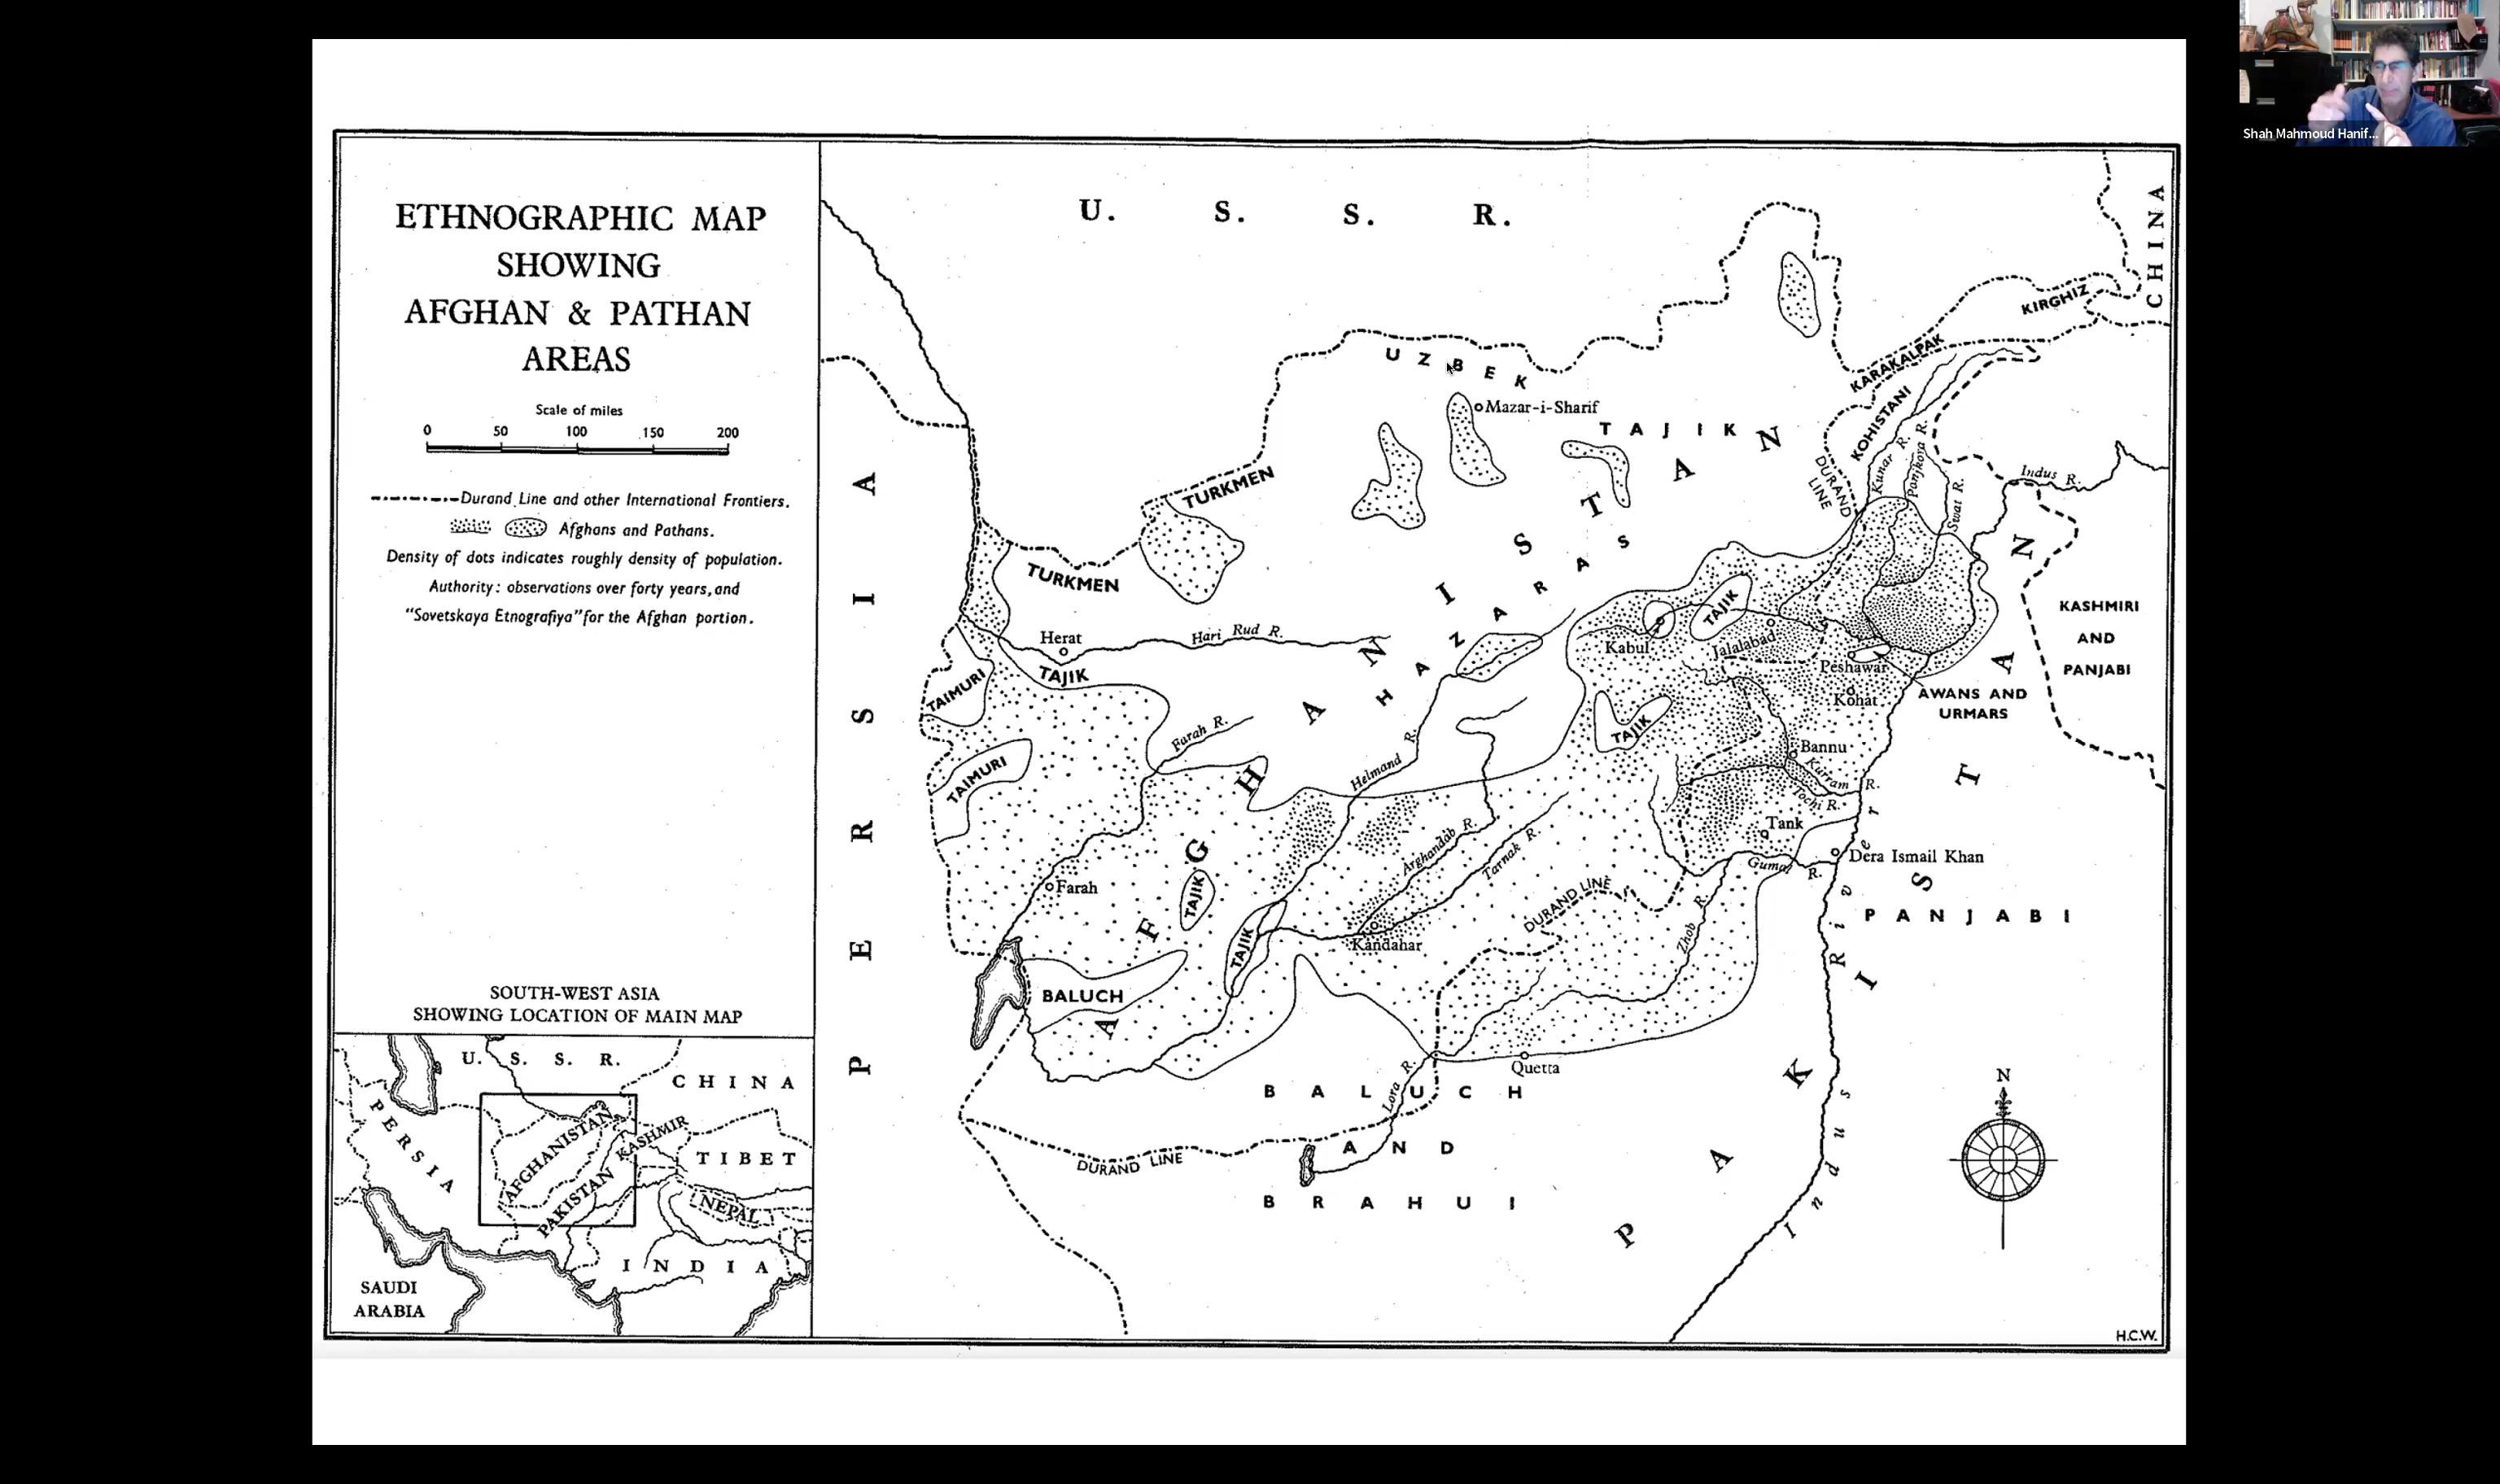 Shah Mahmoud Hanif...
ETHNOGRAPHIC MAP
SHOWING
AFGHAN & PATHAN
AREAS
Scale of miles
0 50 100 150 200
Durand Line and other International Frontiers.
Afghans and Pathans.
Density of dots indicates roughly density of population.
Authority: observations over forty years, and
"Sovetskaya Etnografiya" for the Afghan portion.
SOUTH-WEST ASIA
SHOWING LOCATION OF MAIN MAP
U. S. S. R.
CHINA
PERSIA
AFGHANISTAN
KASHMIR
PAKISTAN
TIBET
NEPAL
INDIA
SAUDI
ARABIA
U. S. S. R.
CHINA
KIRGHIZ
KARAKALPAK
UZBEK
Mazar-i-Sharif
TAJIK
KOHISTANI
Kunar R.
Panjkora R.
Swat R.
DURAND
LINE
Indus R.
TURKMEN
TURKMEN
PERSIA
AFGHANISTAN
HAZARAS
Herat
Hari Rud R.
TAJIK
TAIMURI
TAIMURI
Farah R.
Helmand R.
Kabul
TAJIK
Jalalabad
Peshawar
Kohat
AWANS AND
URMARS
KASHMIRI
AND
PANJABI
TAJIK
Bannu
Kurram R.
Tochi R.
Tank
Dera Ismail Khan
Gumal R.
Arghandab R.
Tarnak R.
Farah
TAJIK
TAJIK
Kandahar
DURAND LINE
Zhob R.
PANJABI
Indus River
PAKISTAN
BALUCH
Quetta
Lora R.
BALUCH
AND
BRAHUI
DURAND LINE
N
H.C.W.